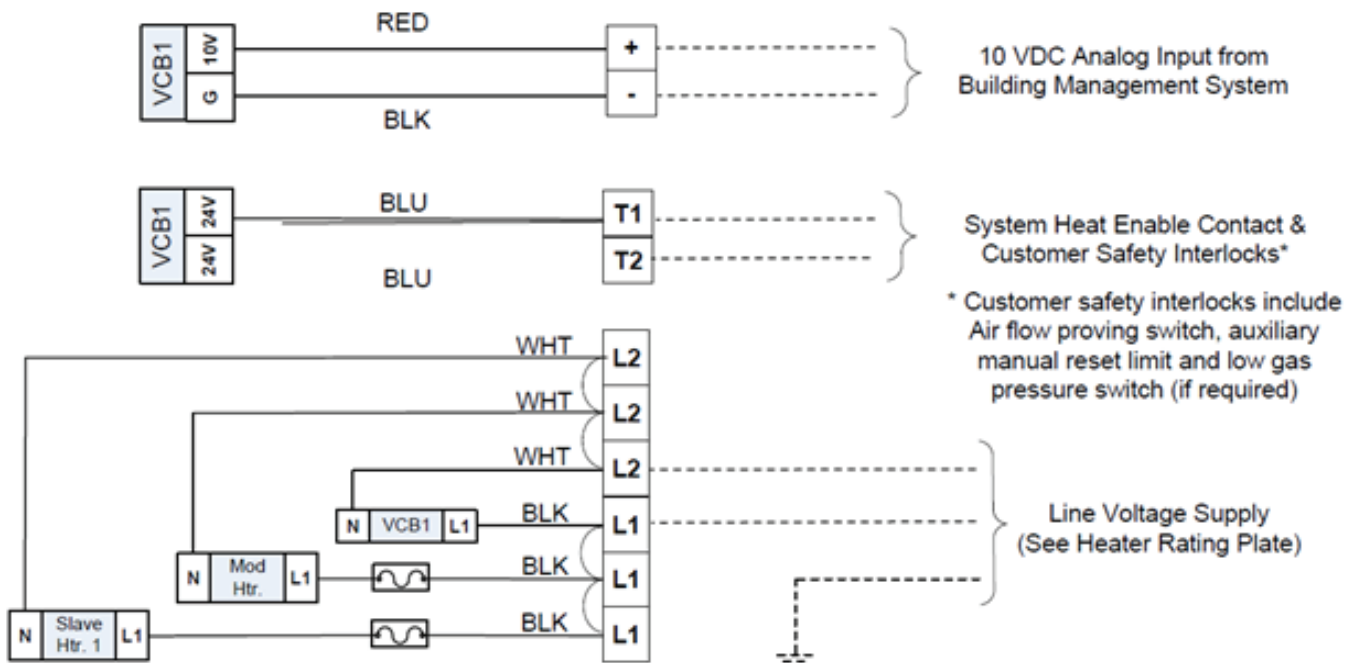 RED
VCB1
10V
G
+
-
BLK
10 VDC Analog Input from
Building Management System
VCB1
24V
24V
BLU
T1
T2
BLU
System Heat Enable Contact &
Customer Safety Interlocks*
* Customer safety interlocks include
Air flow proving switch, auxiliary
manual reset limit and low gas
pressure switch (if required)
WHT
L2
WHT
L2
WHT
L2
N VCB1 L1
BLK
L1
N Mod
Htr. L1
BLK
L1
N Slave
Htr. 1 L1
BLK
L1
Line Voltage Supply
(See Heater Rating Plate)